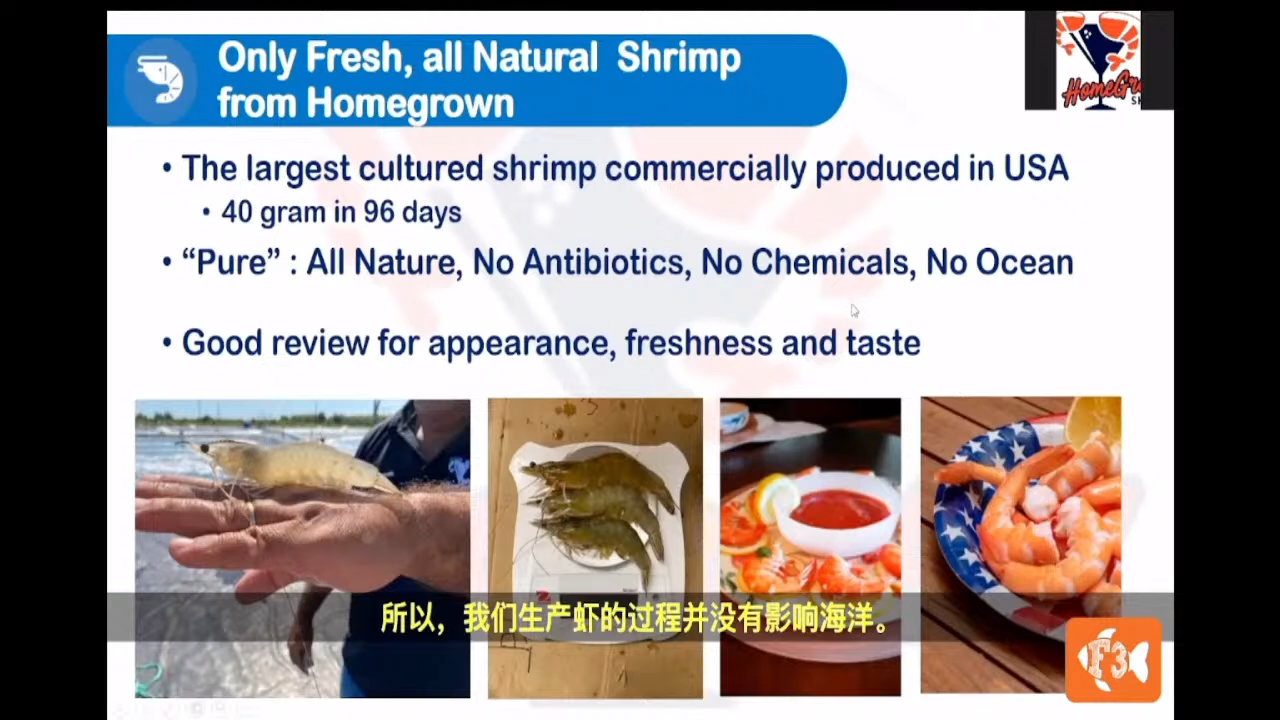 Only Fresh, all Natural Shrimp
from Homegrown
HomeGr
• The largest cultured shrimp commercially produced in USA
• 40 gram in 96 days
• “Pure” : All Nature, No Antibiotics, No Chemicals, No Ocean
• Good review for appearance, freshness and taste
所以，我们生产虾的过程并没有影响海洋。
F3